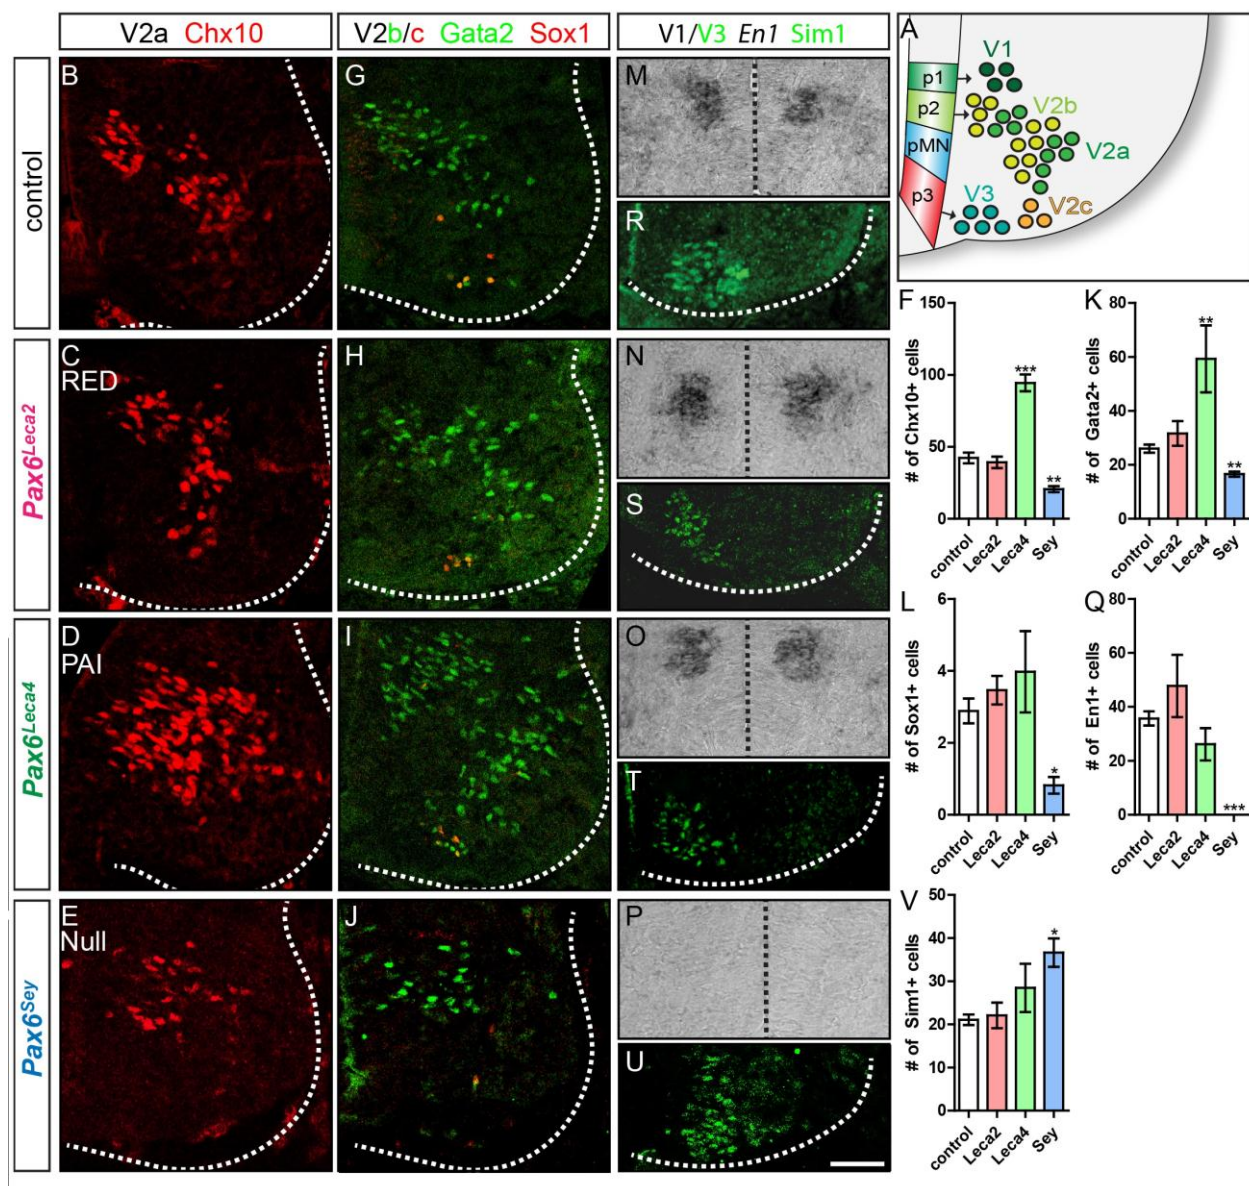 V2a Chx10
V2b/c Gata2 Sox1
V1/V3 En1 Sim1
A
V1
p1
p2
V2b
pMN
V2a
p3
V3
V2c
control
B
G
M
R
Pax6Leca2
C
RED
H
N
S
Pax6Leca4
D
PAI
I
O
T
Pax6Sey
E
Null
J
P
U
F
# of Chx10+ cells
150
100
50
0
***
**
control
Leca2
Leca4
Sey
K
# of Gata2+ cells
80
60
40
20
0
**
**
control
Leca2
Leca4
Sey
L
# of Sox1+ cells
6
4
2
0
*
control
Leca2
Leca4
Sey
Q
# of En1+ cells
80
60
40
20
0
***
control
Leca2
Leca4
Sey
V
# of Sim1+ cells
50
40
30
20
10
0
*
control
Leca2
Leca4
Sey